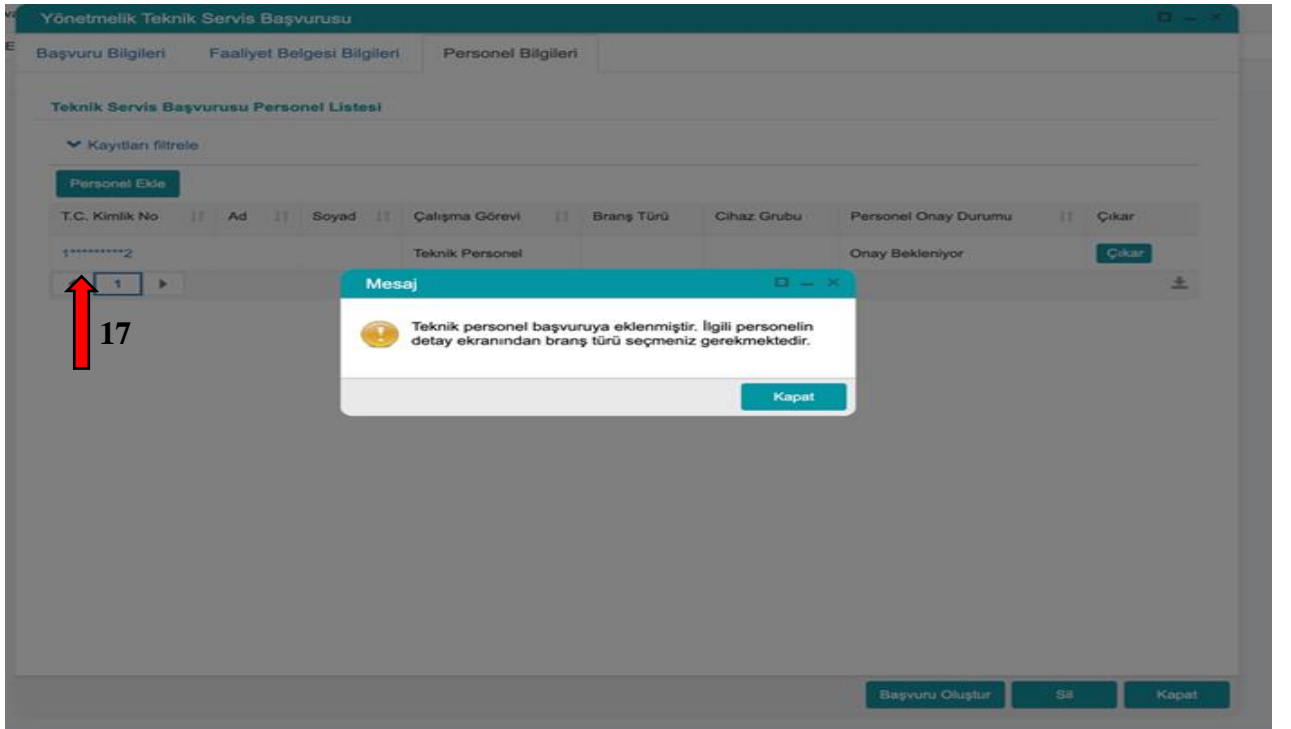 Yönetmelik Teknik Servis Başvurusu
Başvuru Bilgileri Faaliyet Belgesi Bilgileri Personel Bilgileri
Teknik Servis Başvurusu Personel Listesi
Kayıtları filtrele
Personel Ekle
T.C. Kimlik No Ad Soyad Çalışma Görevi Branş Türü Cihaz Grubu Personel Onay Durumu Çıkar
1*********2 Teknik Personel Onay Bekleniyor Çıkar
1
17
Mesaj
Teknik personel başvuruya eklenmiştir. İlgili personelin
detay ekranından branş türü seçmeniz gerekmektedir.
Kapat
Başvuru Oluştur Sil Kapat